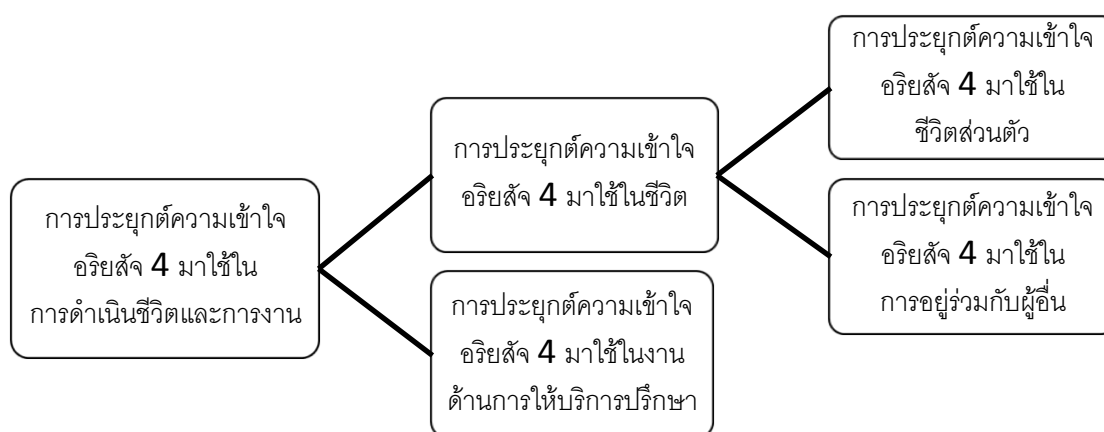 การประยุกต์ความเข้าใจ
อริยสัจ 4 มาใช้ใน
การดำเนินชีวิตและการงาน
การประยุกต์ความเข้าใจ
อริยสัจ 4 มาใช้ในชีวิต
การประยุกต์ความเข้าใจ
อริยสัจ 4 มาใช้ในงาน
ด้านการให้บริการปรึกษา
การประยุกต์ความเข้าใจ
อริยสัจ 4 มาใช้ใน
ชีวิตส่วนตัว
การประยุกต์ความเข้าใจ
อริยสัจ 4 มาใช้ใน
การอยู่ร่วมกับผู้อื่น